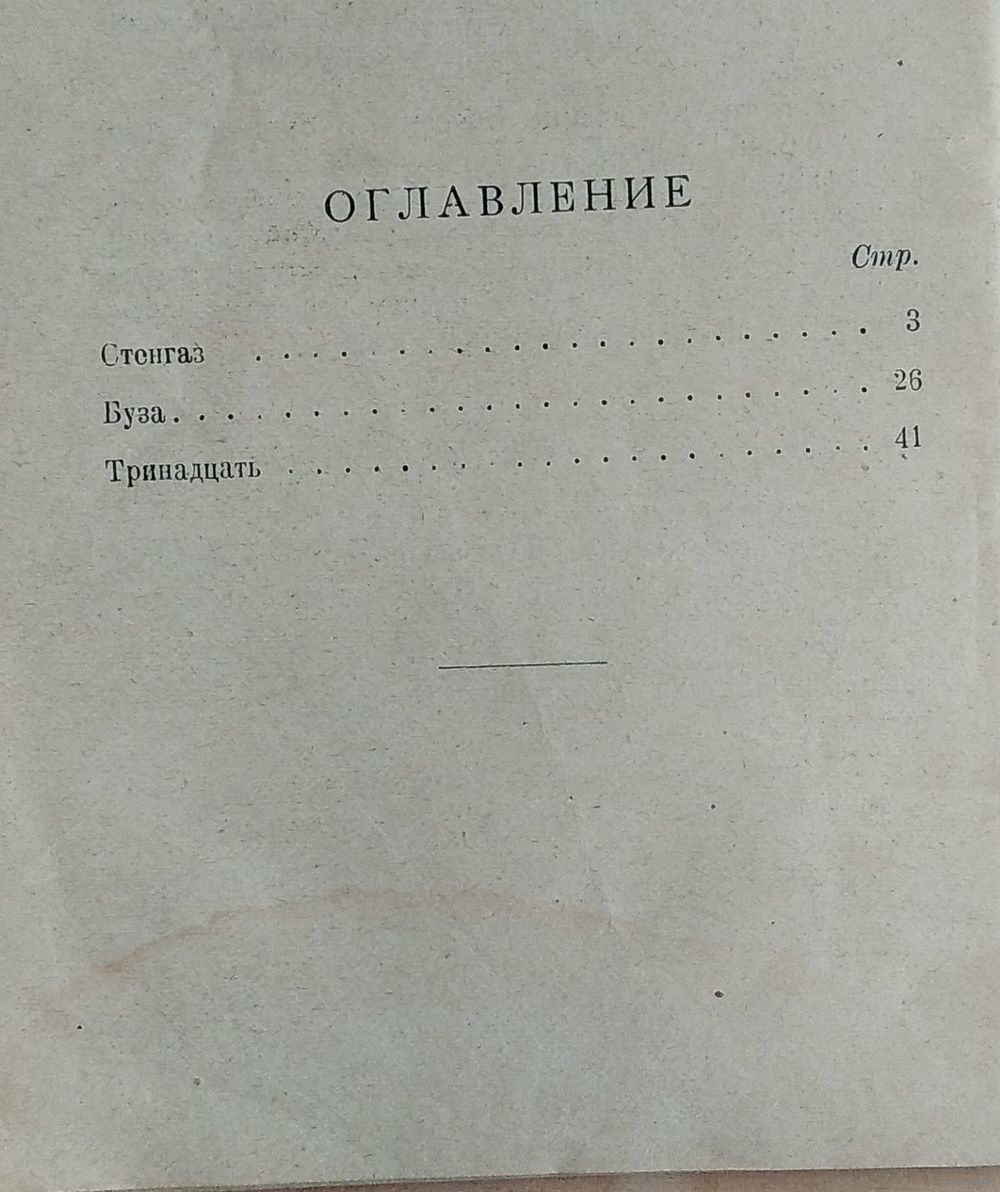 ОГЛАВЛЕНИЕ
Стр.
Стенгаз . . . . . . . . . . . . . . . . . . . . . 3
Буза . . . . . . . . . . . . . . . . . . . . . . . . 26
Тринадцать . . . . . . . . . . . . . . . . . . . . 41